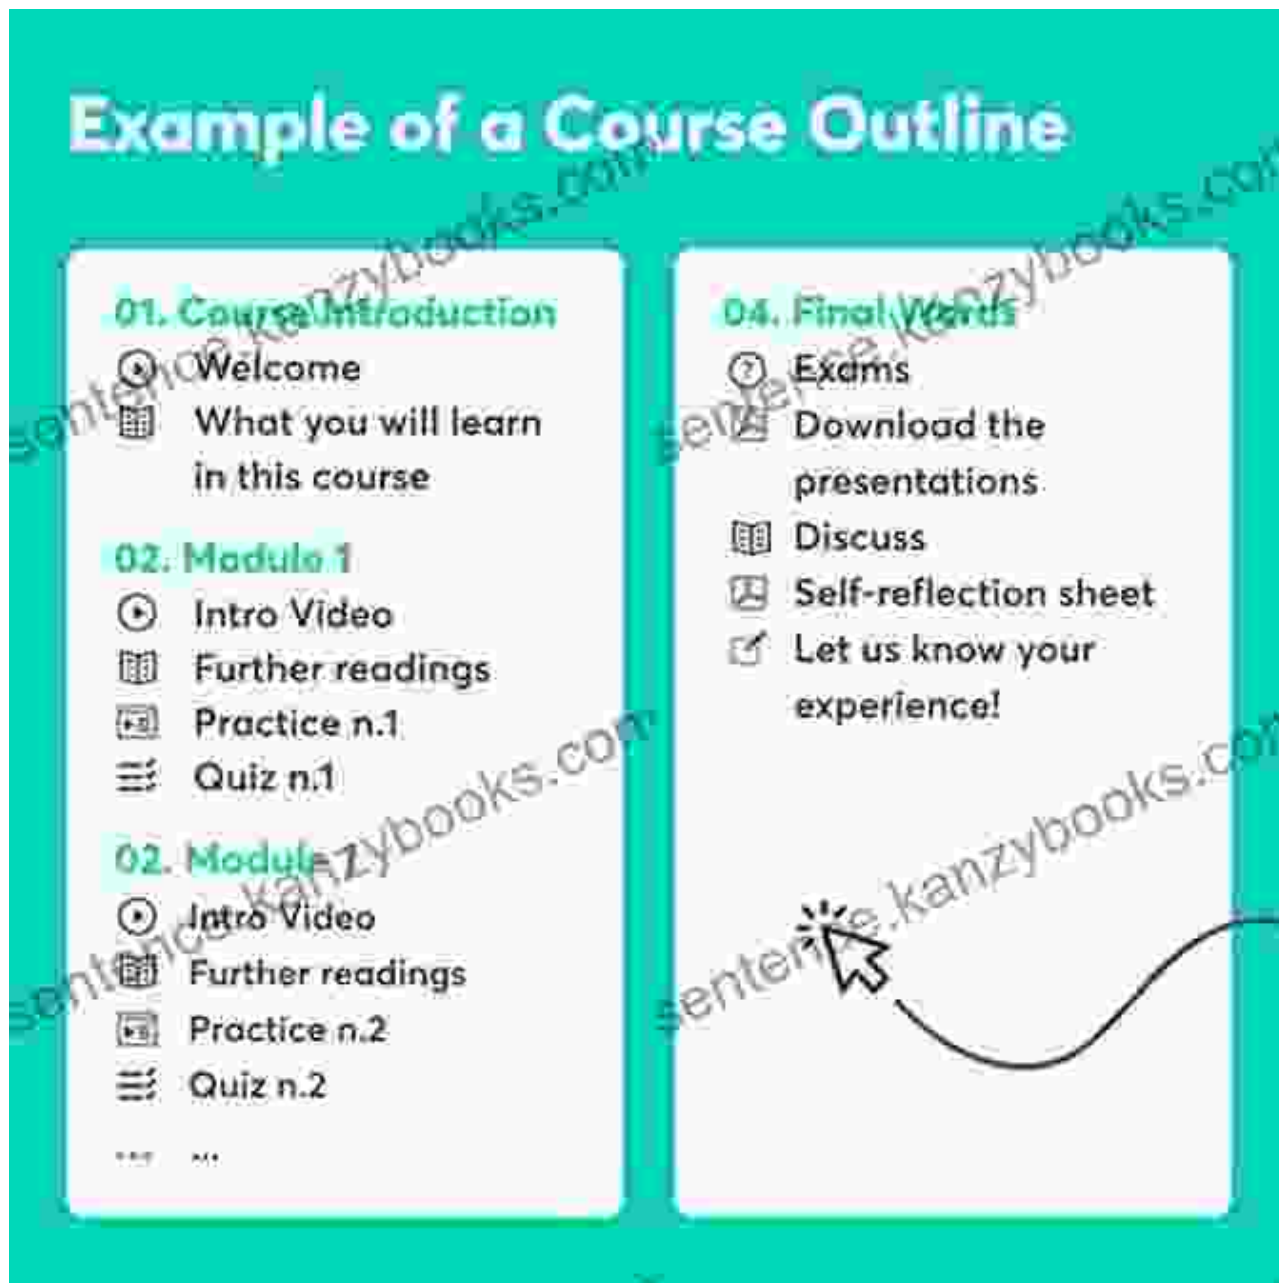 Example of a Course Outline
01. Course Introduction
Welcome
What you will learn
in this course
02. Module 1
Intro Video
Further readings
Practice n.1
Quiz n.1
02. Module
Intro Video
Further readings
Practice n.2
Quiz n.2
... ...
04. Final Words
Exams
Download the
presentations
Discuss
Self-reflection sheet
Let us know your
experience!
sentence.kanzybooks.com
sentence.kanzybooks.com
sentence.kanzybooks.com
sentence.kanzybooks.com